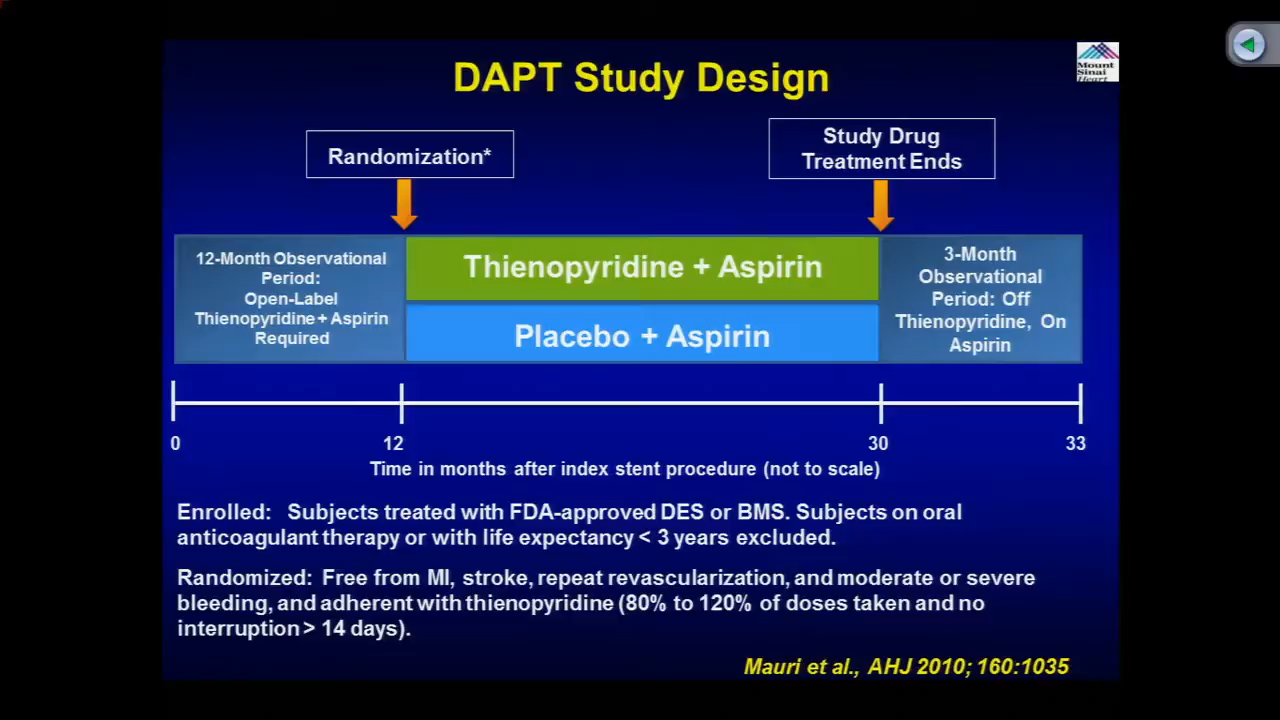 DAPT Study Design
Mount
Sinai
Heart
Randomization*
Study Drug
Treatment Ends
12-Month Observational
Period:
Open-Label
Thienopyridine + Aspirin
Required
Thienopyridine + Aspirin
Placebo + Aspirin
3-Month
Observational
Period: Off
Thienopyridine, On
Aspirin
0
12
30
33
Time in months after index stent procedure (not to scale)
Enrolled: Subjects treated with FDA-approved DES or BMS. Subjects on oral
anticoagulant therapy or with life expectancy < 3 years excluded.
Randomized: Free from MI, stroke, repeat revascularization, and moderate or severe
bleeding, and adherent with thienopyridine (80% to 120% of doses taken and no
interruption > 14 days).
Mauri et al., AHJ 2010; 160:1035